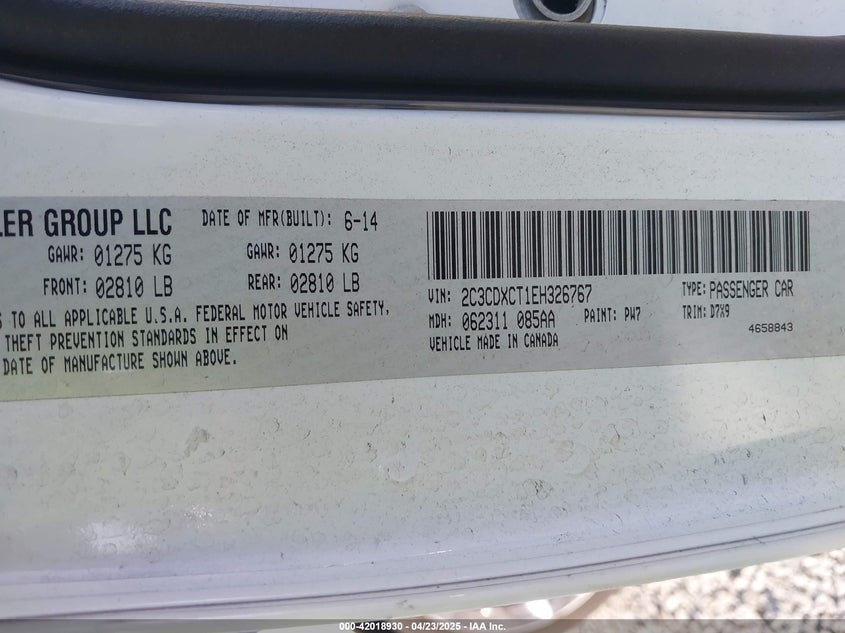 LER GROUP LLC
DATE OF MFR(BUILT): 6-14
GAWR: 01275 KG GAWR: 01275 KG
FRONT: 02810 LB REAR: 02810 LB
S TO ALL APPLICABLE U.S.A. FEDERAL MOTOR VEHICLE SAFETY,
THEFT PREVENTION STANDARDS IN EFFECT ON
DATE OF MANUFACTURE SHOWN ABOVE.
VIN: 2C3CDXCT1EH326767 TYPE: PASSENGER CAR
MDH: 062311 085AA PAINT: PW7 TRIM: D7X9
VEHICLE MADE IN CANADA 4658843
000-42018930 - 04/23/2025 - IAA Inc.